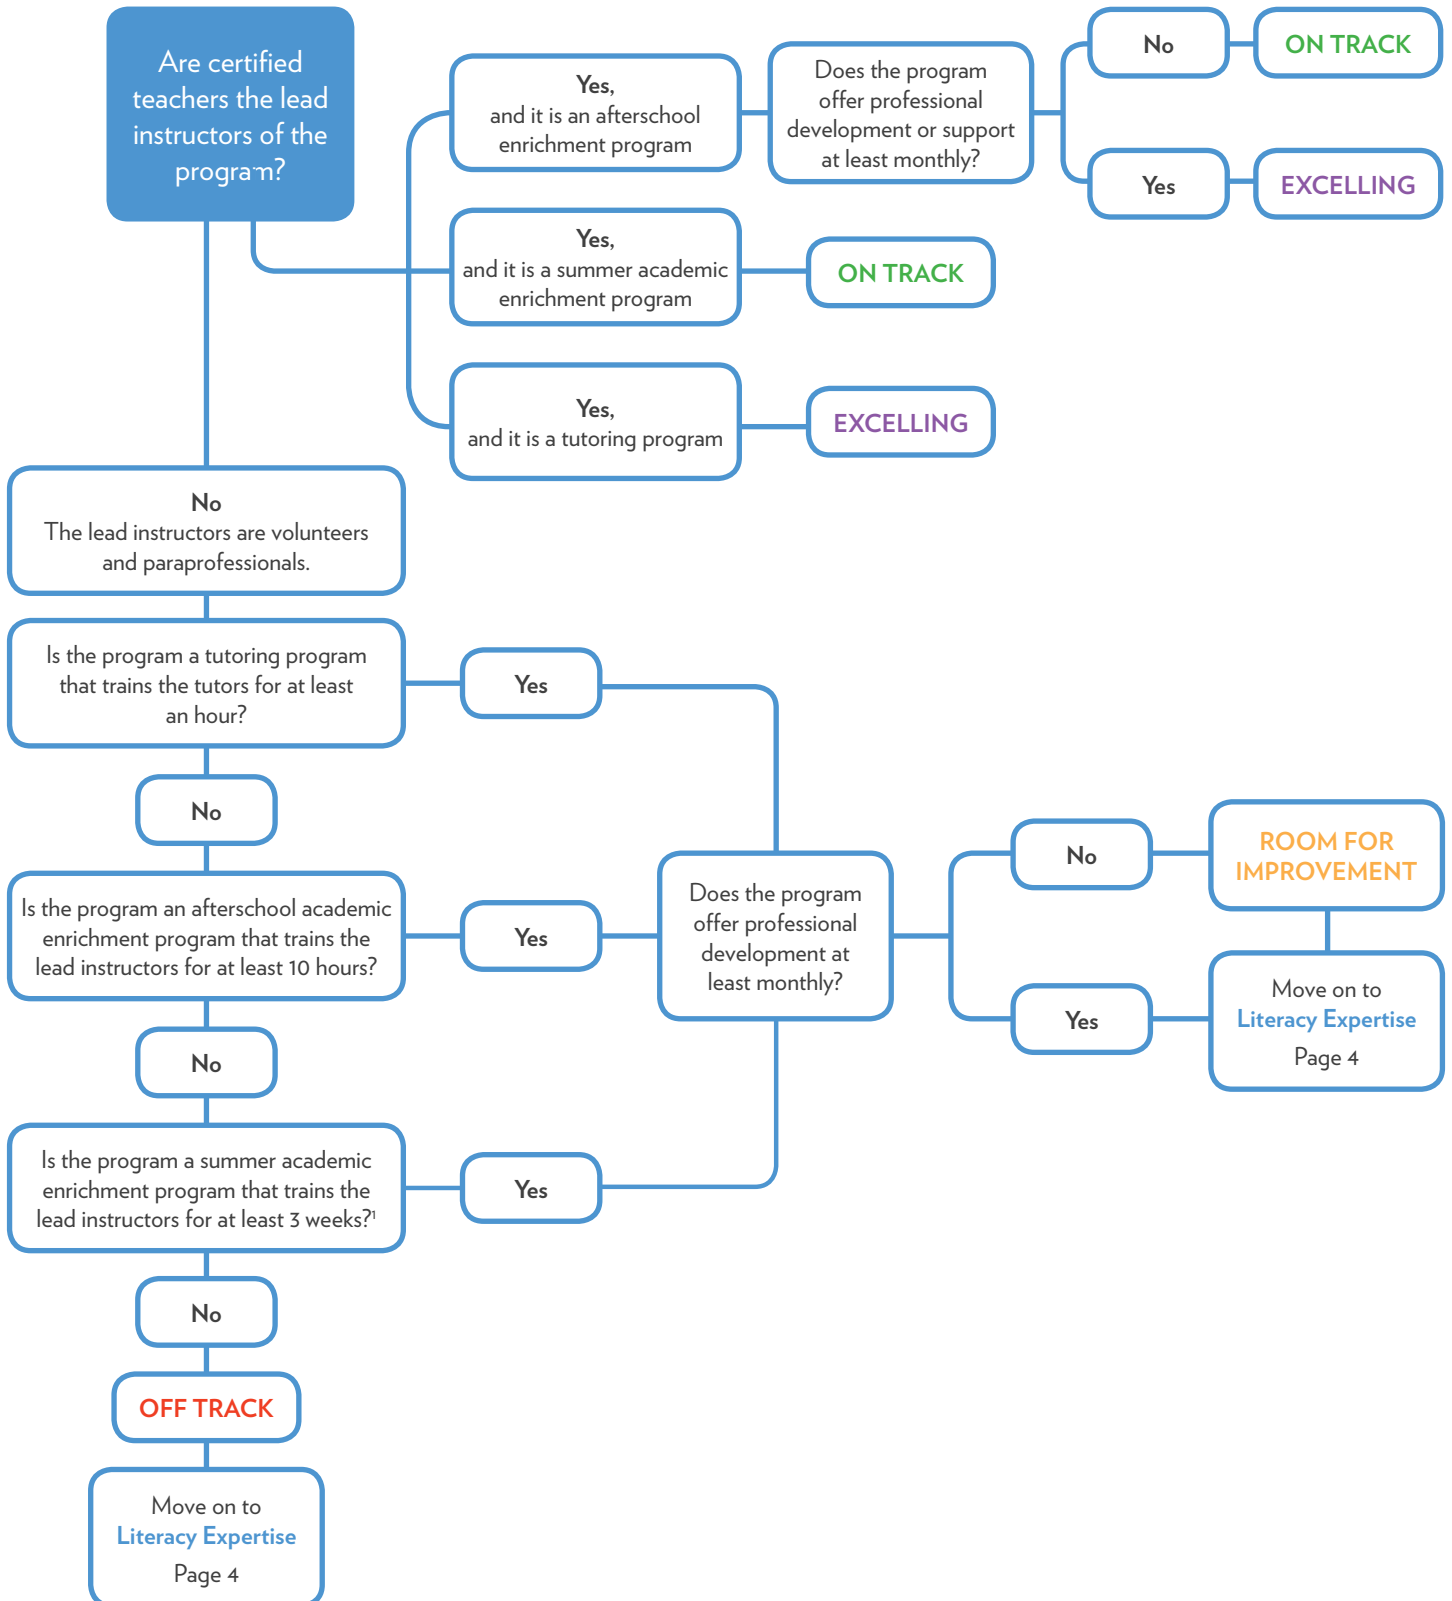 Are certified
teachers the lead
instructors of the
program?
Yes,
and it is an afterschool
enrichment program
Does the program
offer professional
development or support
at least monthly?
No
ON TRACK
Yes
EXCELLING
Yes,
and it is a summer academic
enrichment program
ON TRACK
Yes,
and it is a tutoring program
EXCELLING
No
The lead instructors are volunteers
and paraprofessionals.
Is the program a tutoring program
that trains the tutors for at least
an hour?
Yes
No
Is the program an afterschool academic
enrichment program that trains the
lead instructors for at least 10 hours?
Yes
Does the program
offer professional
development at
least monthly?
No
ROOM FOR
IMPROVEMENT
Yes
Move on to
Literacy Expertise
Page 4
No
Is the program a summer academic
enrichment program that trains the
lead instructors for at least 3 weeks?¹
Yes
No
OFF TRACK
Move on to
Literacy Expertise
Page 4